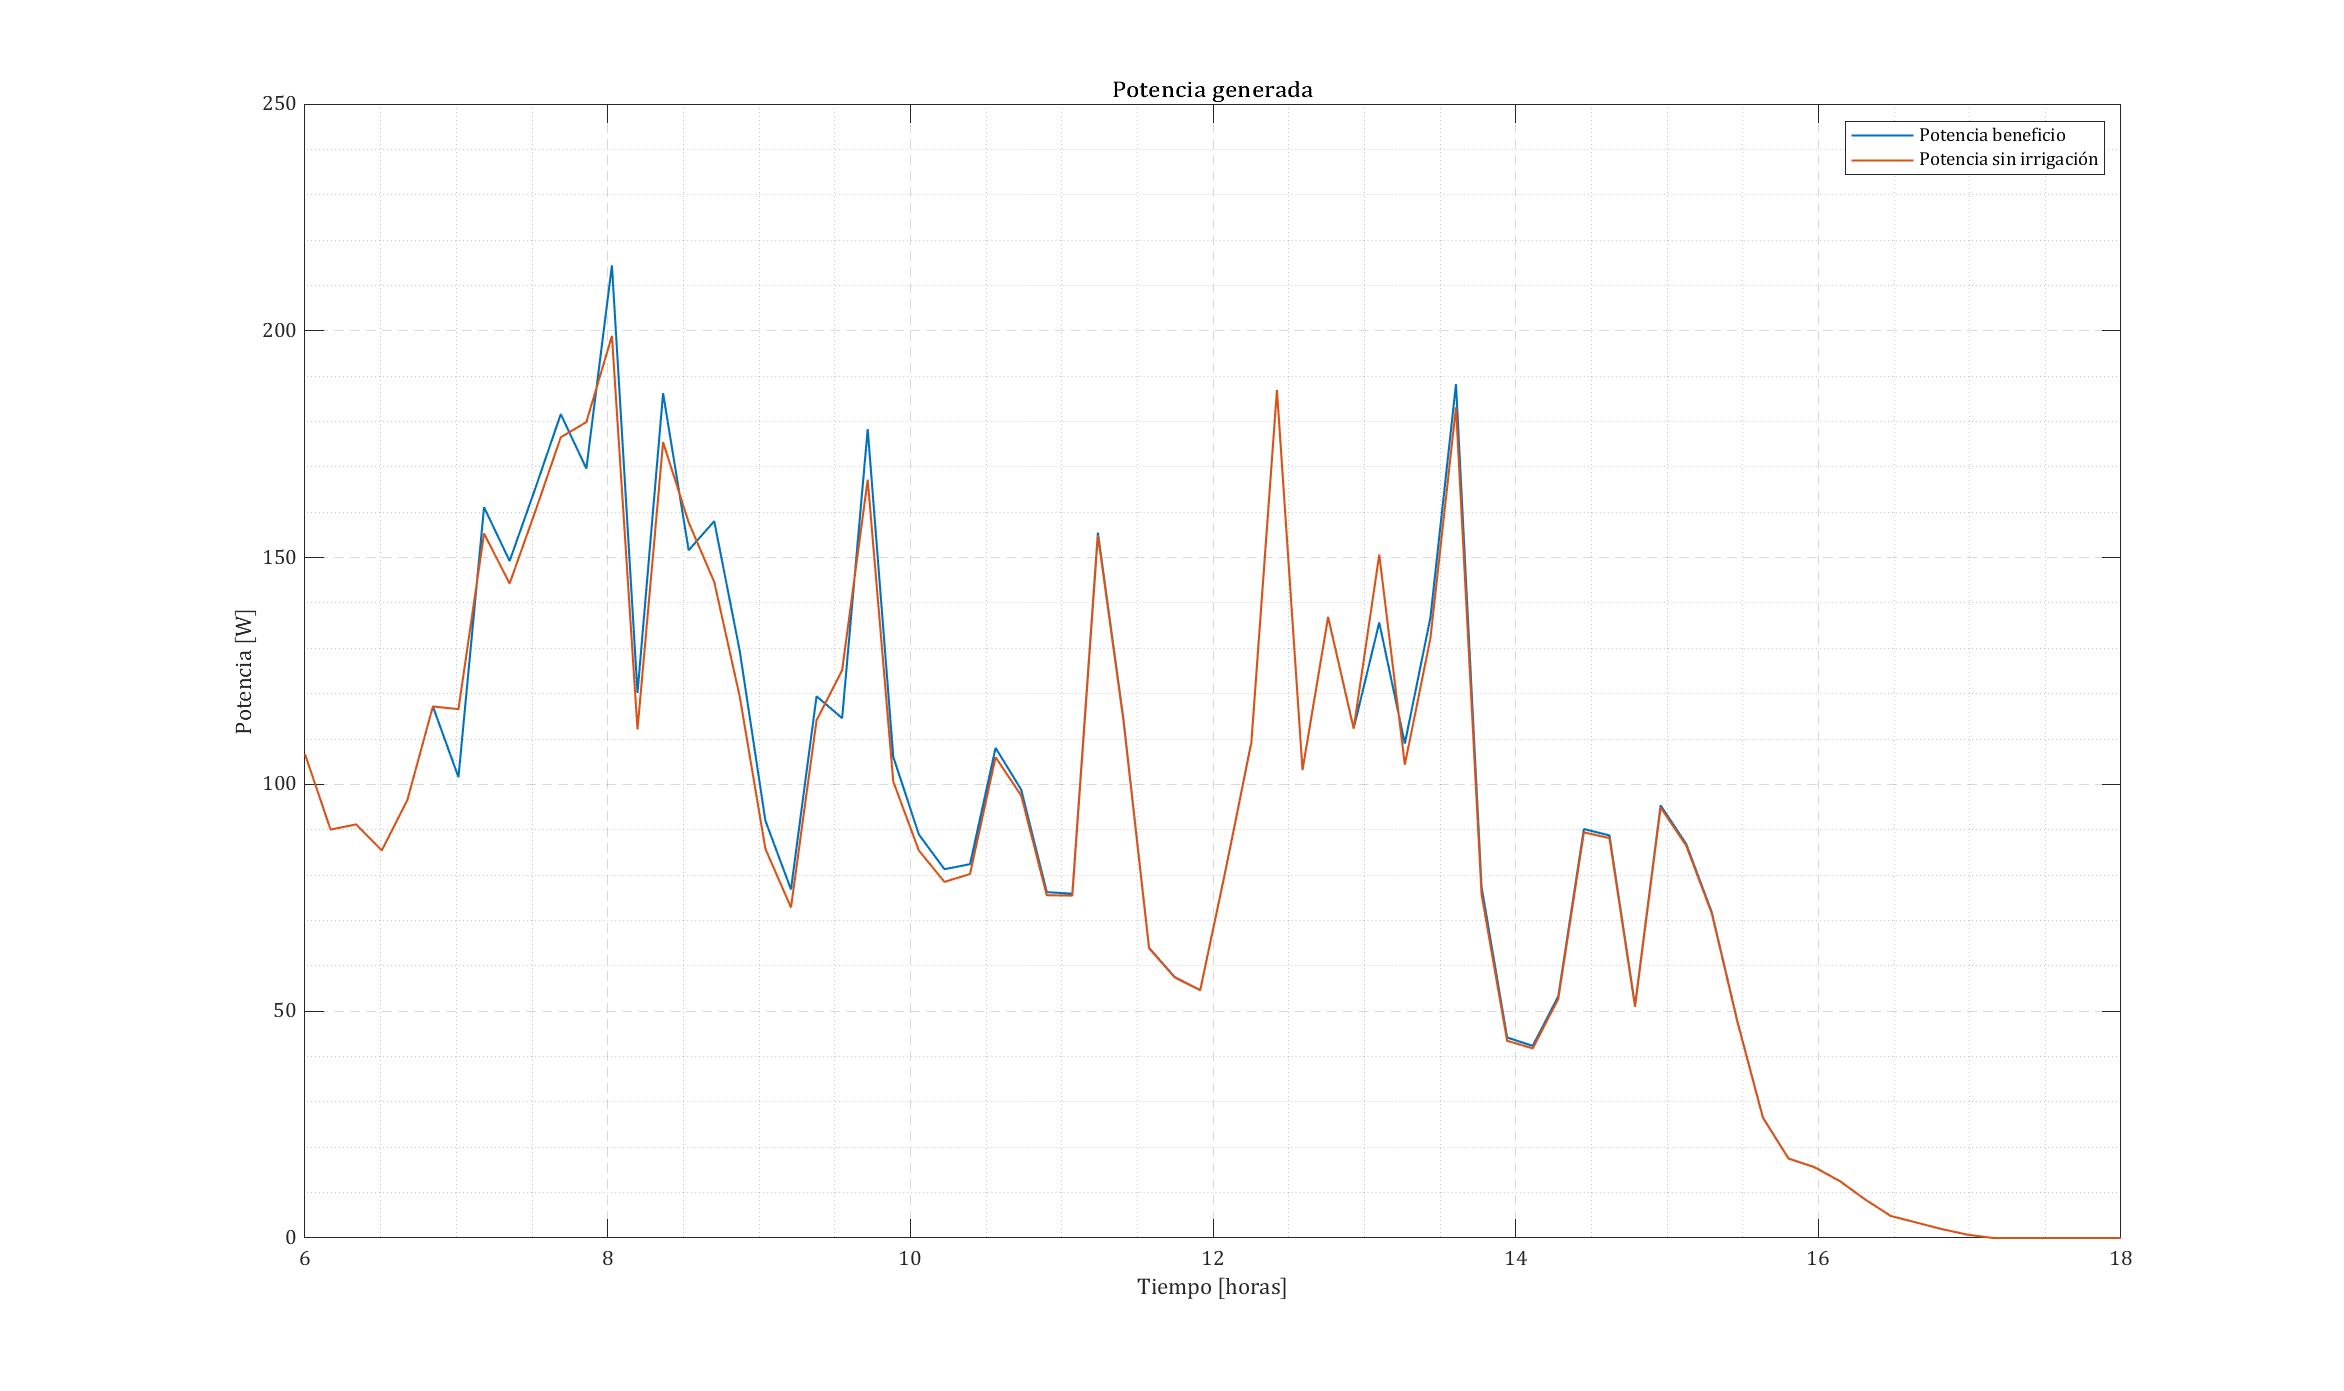 Potencia generada
250
200
150
100
50
0
Potencia [W]
Potencia beneficio
Potencia sin irrigación
6 8 10 12 14 16 18
Tiempo [horas]